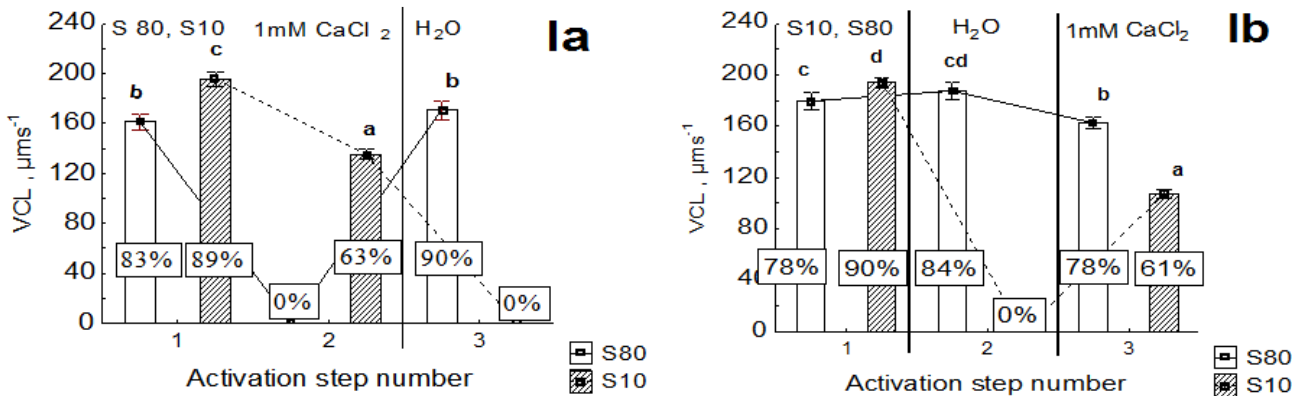 Ia
S 80, S10
1mM CaCl 2
H2O
b
c
a
b
240
200
160
120
80
40
0
VCL , µms-1
83%
89%
0%
63%
90%
0%
1
2
3
Activation step number
S80
S10
Ib
S10, S80
H2O
1mM CaCl2
c
d
cd
b
a
240
200
160
120
80
40
0
VCL , µms-1
78%
90%
84%
0%
78%
61%
1
2
3
Activation step number
S80
S10